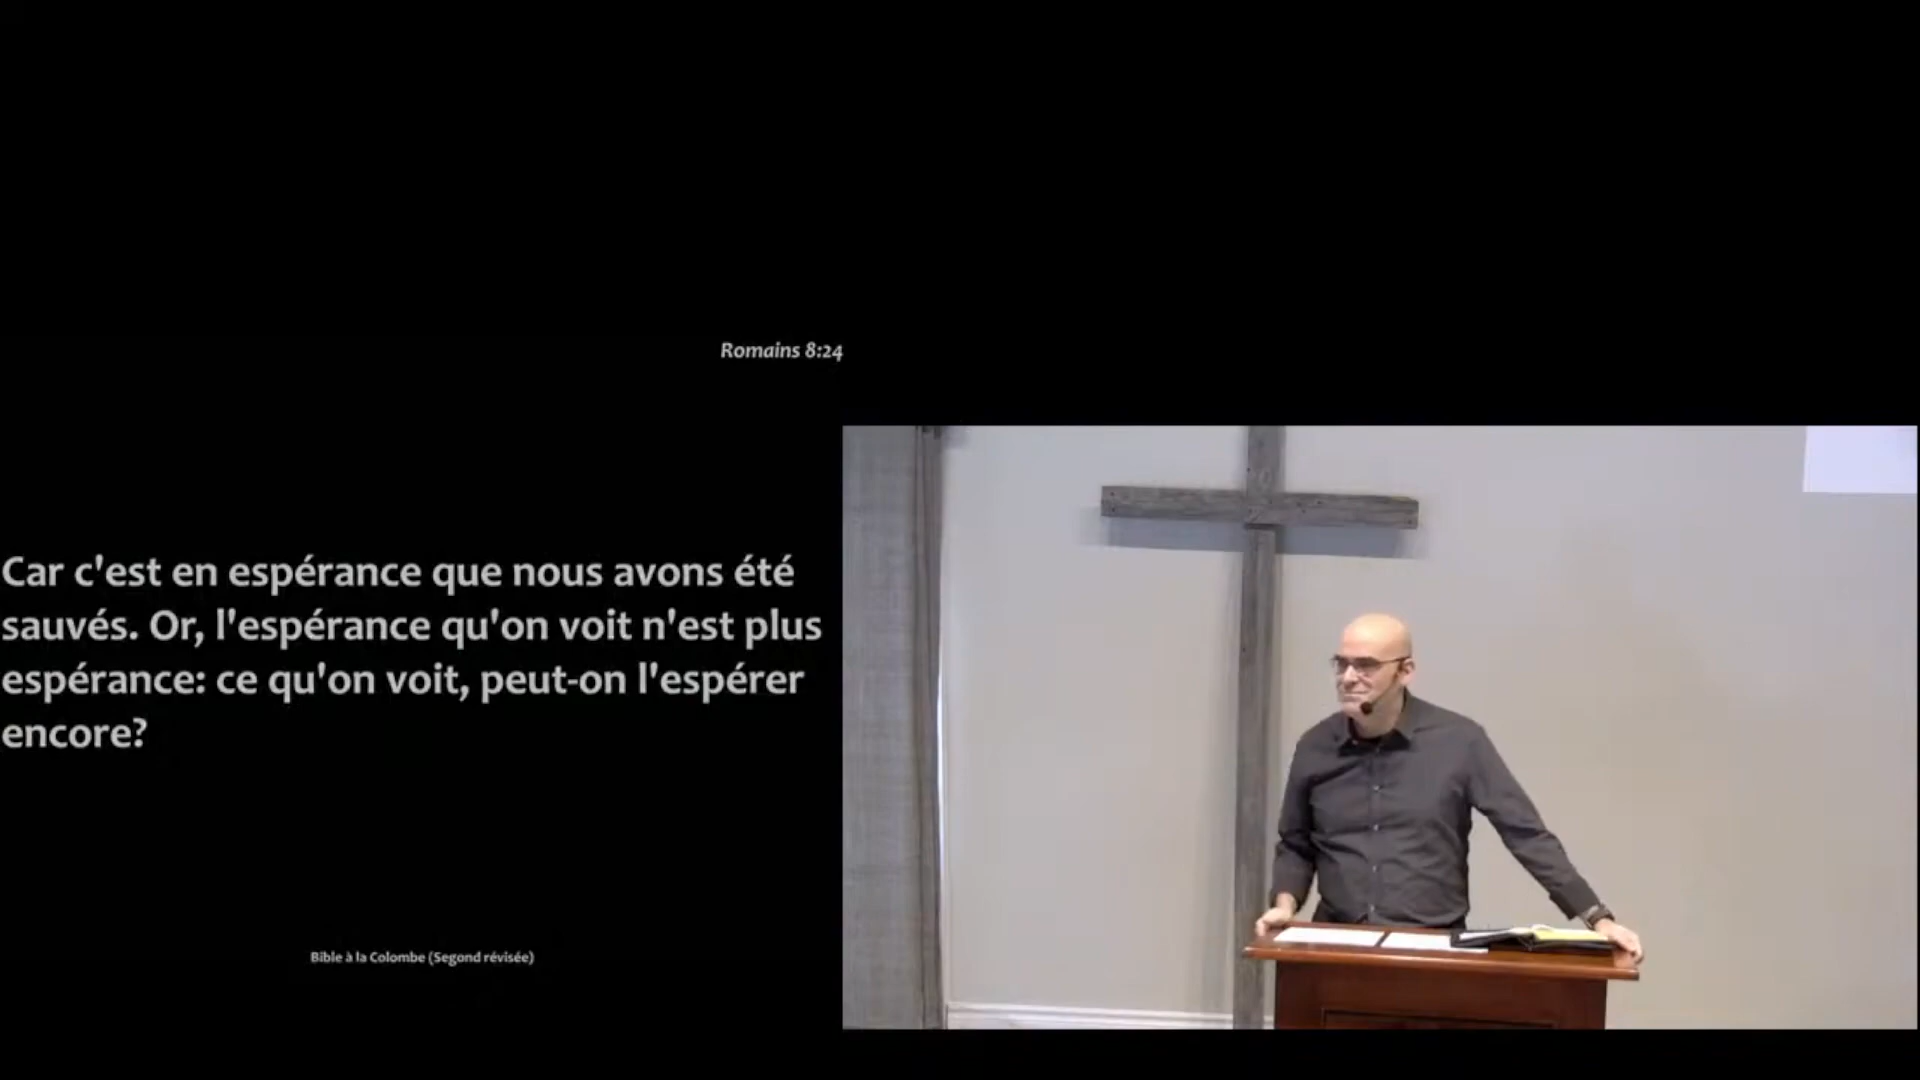 Romains 8:24
Car c'est en espérance que nous avons été
sauvés. Or, l'espérance qu'on voit n'est plus
espérance: ce qu'on voit, peut-on l'espérer
encore?
Bible à la Colombe (Segond révisée)